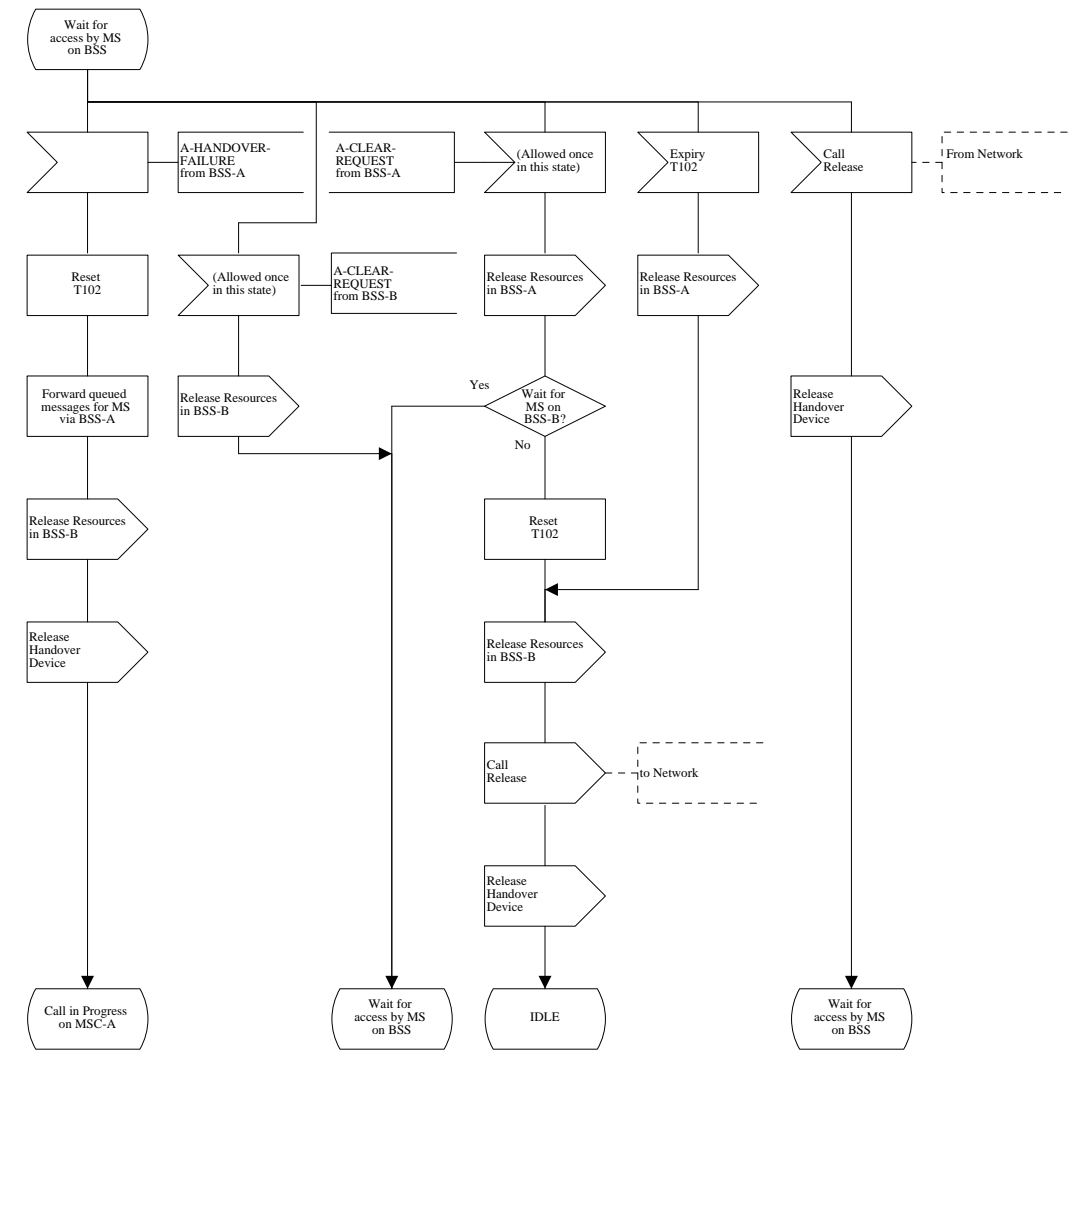 Wait for
access by MS
on BSS
A-HANDOVER-
FAILURE
from BSS-A
A-CLEAR-
REQUEST
from BSS-A
(Allowed once
in this state)
Expiry
T102
Call
Release
From Network
Reset
T102
(Allowed once
in this state)
A-CLEAR-
REQUEST
from BSS-B
Release Resources
in BSS-A
Release Resources
in BSS-A
Forward queued
messages for MS
via BSS-A
Release Resources
in BSS-B
Yes
Wait for
MS on
BSS-B?
No
Release
Handover
Device
Release Resources
in BSS-B
Reset
T102
Release
Handover
Device
Release Resources
in BSS-B
Call
Release
to Network
Release
Handover
Device
Call in Progress
on MSC-A
Wait for
access by MS
on BSS
IDLE
Wait for
access by MS
on BSS